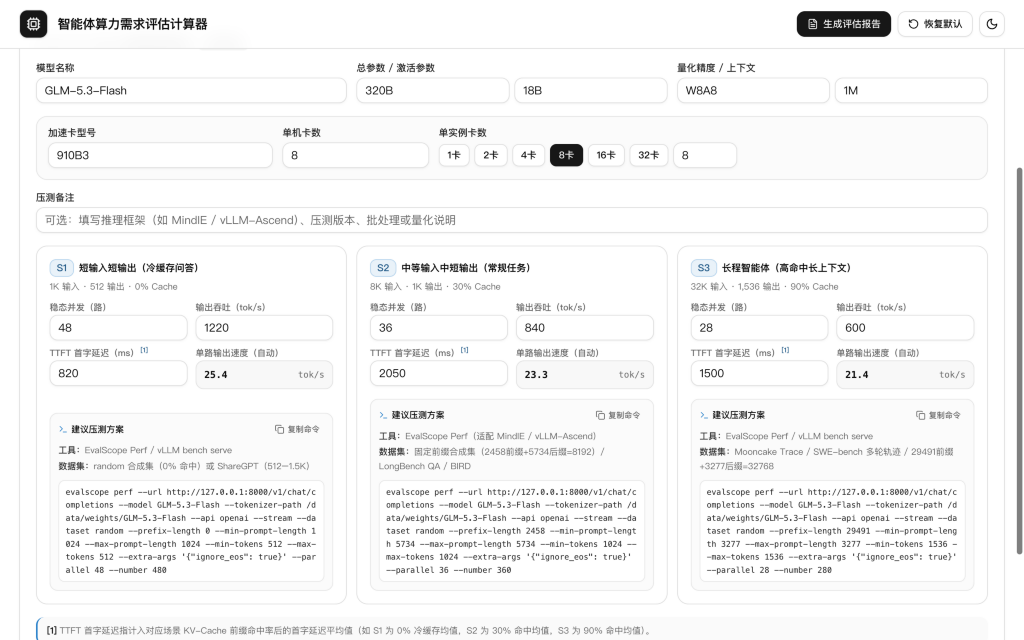 智能体算力需求评估计算器
生成评估报告
恢复默认
模型名称
总参数 / 激活参数
量化精度 / 上下文
GLM-5.3-Flash
320B
18B
W8A8
1M
加速卡型号
单机卡数
单实例卡数
910B3
8
1卡
2卡
4卡
8卡
16卡
32卡
8
压测备注
可选：填写推理框架（如 MindIE / vLLM-Ascend）、压测版本、批处理或量化说明
S1 短输入短输出（冷缓存问答）
1K 输入 · 512 输出 · 0% Cache
稳态并发（路）
输出吞吐（tok/s）
48
1220
TTFT 首字延迟（ms）[1]
单路输出速度（自动）
820
25.4 tok/s
建议压测方案
复制命令
工具：EvalScope Perf / vLLM bench serve
数据集：random 合成集（0% 命中）或 ShareGPT（512–1.5K）
evalscope perf --url http://127.0.0.1:8000/v1/chat/c
ompletions --model GLM-5.3-Flash --tokenizer-path /d
ata/weights/GLM-5.3-Flash --api openai --stream --da
taset random --prefix-length 0 --min-prompt-length 1
024 --max-prompt-length 1024 --min-tokens 512 --max-
tokens 512 --extra-args '{"ignore_eos": true}' --par
allel 48 --number 480
S2 中等输入中短输出（常规任务）
8K 输入 · 1K 输出 · 30% Cache
稳态并发（路）
输出吞吐（tok/s）
36
840
TTFT 首字延迟（ms）[1]
单路输出速度（自动）
2050
23.3 tok/s
建议压测方案
复制命令
工具：EvalScope Perf（适配 MindIE / vLLM-Ascend）
数据集：固定前缀合成集（2458前缀+5734后缀=8192）/
LongBench QA / BIRD
evalscope perf --url http://127.0.0.1:8000/v1/chat/c
ompletions --model GLM-5.3-Flash --tokenizer-path /d
ata/weights/GLM-5.3-Flash --api openai --stream --da
taset random --prefix-length 2458 --min-prompt-lengt
h 5734 --max-prompt-length 5734 --min-tokens 1024 --
max-tokens 1024 --extra-args '{"ignore_eos": true}'
--parallel 36 --number 360
S3 长程智能体（高命中长上下文）
32K 输入 · 1,536 输出 · 90% Cache
稳态并发（路）
输出吞吐（tok/s）
28
600
TTFT 首字延迟（ms）[1]
单路输出速度（自动）
1500
21.4 tok/s
建议压测方案
复制命令
工具：EvalScope Perf / vLLM bench serve
数据集：Mooncake Trace / SWE-bench 多轮轨迹 / 29491前缀
+3277后缀=32768
evalscope perf --url http://127.0.0.1:8000/v1/chat/c
ompletions --model GLM-5.3-Flash --tokenizer-path /d
ata/weights/GLM-5.3-Flash --api openai --stream --da
taset random --prefix-length 29491 --min-prompt-leng
th 3277 --max-prompt-length 3277 --min-tokens 1536 -
-max-tokens 1536 --extra-args '{"ignore_eos": true}'
--parallel 28 --number 280
[1] TTFT 首字延迟指计入对应场景 KV-Cache 前缀命中率后的首字延迟平均值（如 S1 为 0% 冷缓存均值，S2 为 30% 命中均值，S3 为 90% 命中均值）。